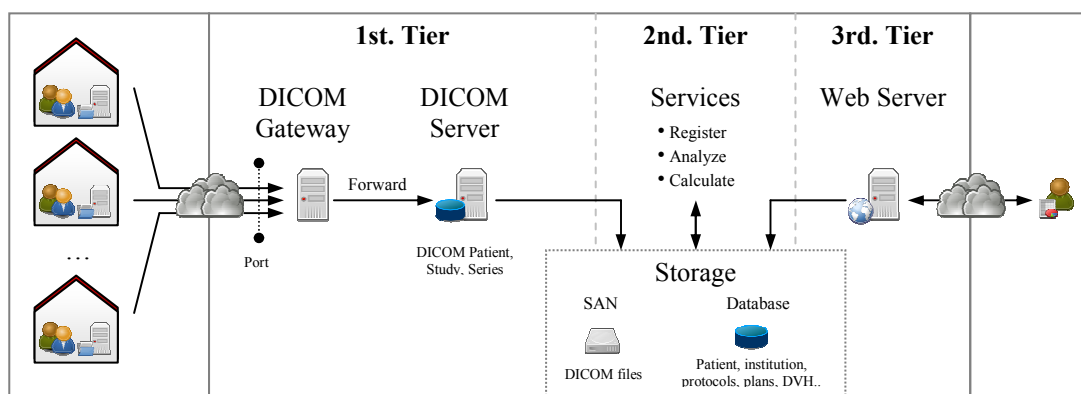 1st. Tier
2nd. Tier
3rd. Tier
DICOM
Gateway
DICOM
Server
Services
• Register
• Analyze
• Calculate
Web Server
Forward
Port
DICOM Patient,
Study, Series
...
Storage
SAN
DICOM files
Database
Patient, institution,
protocols, plans, DVH..